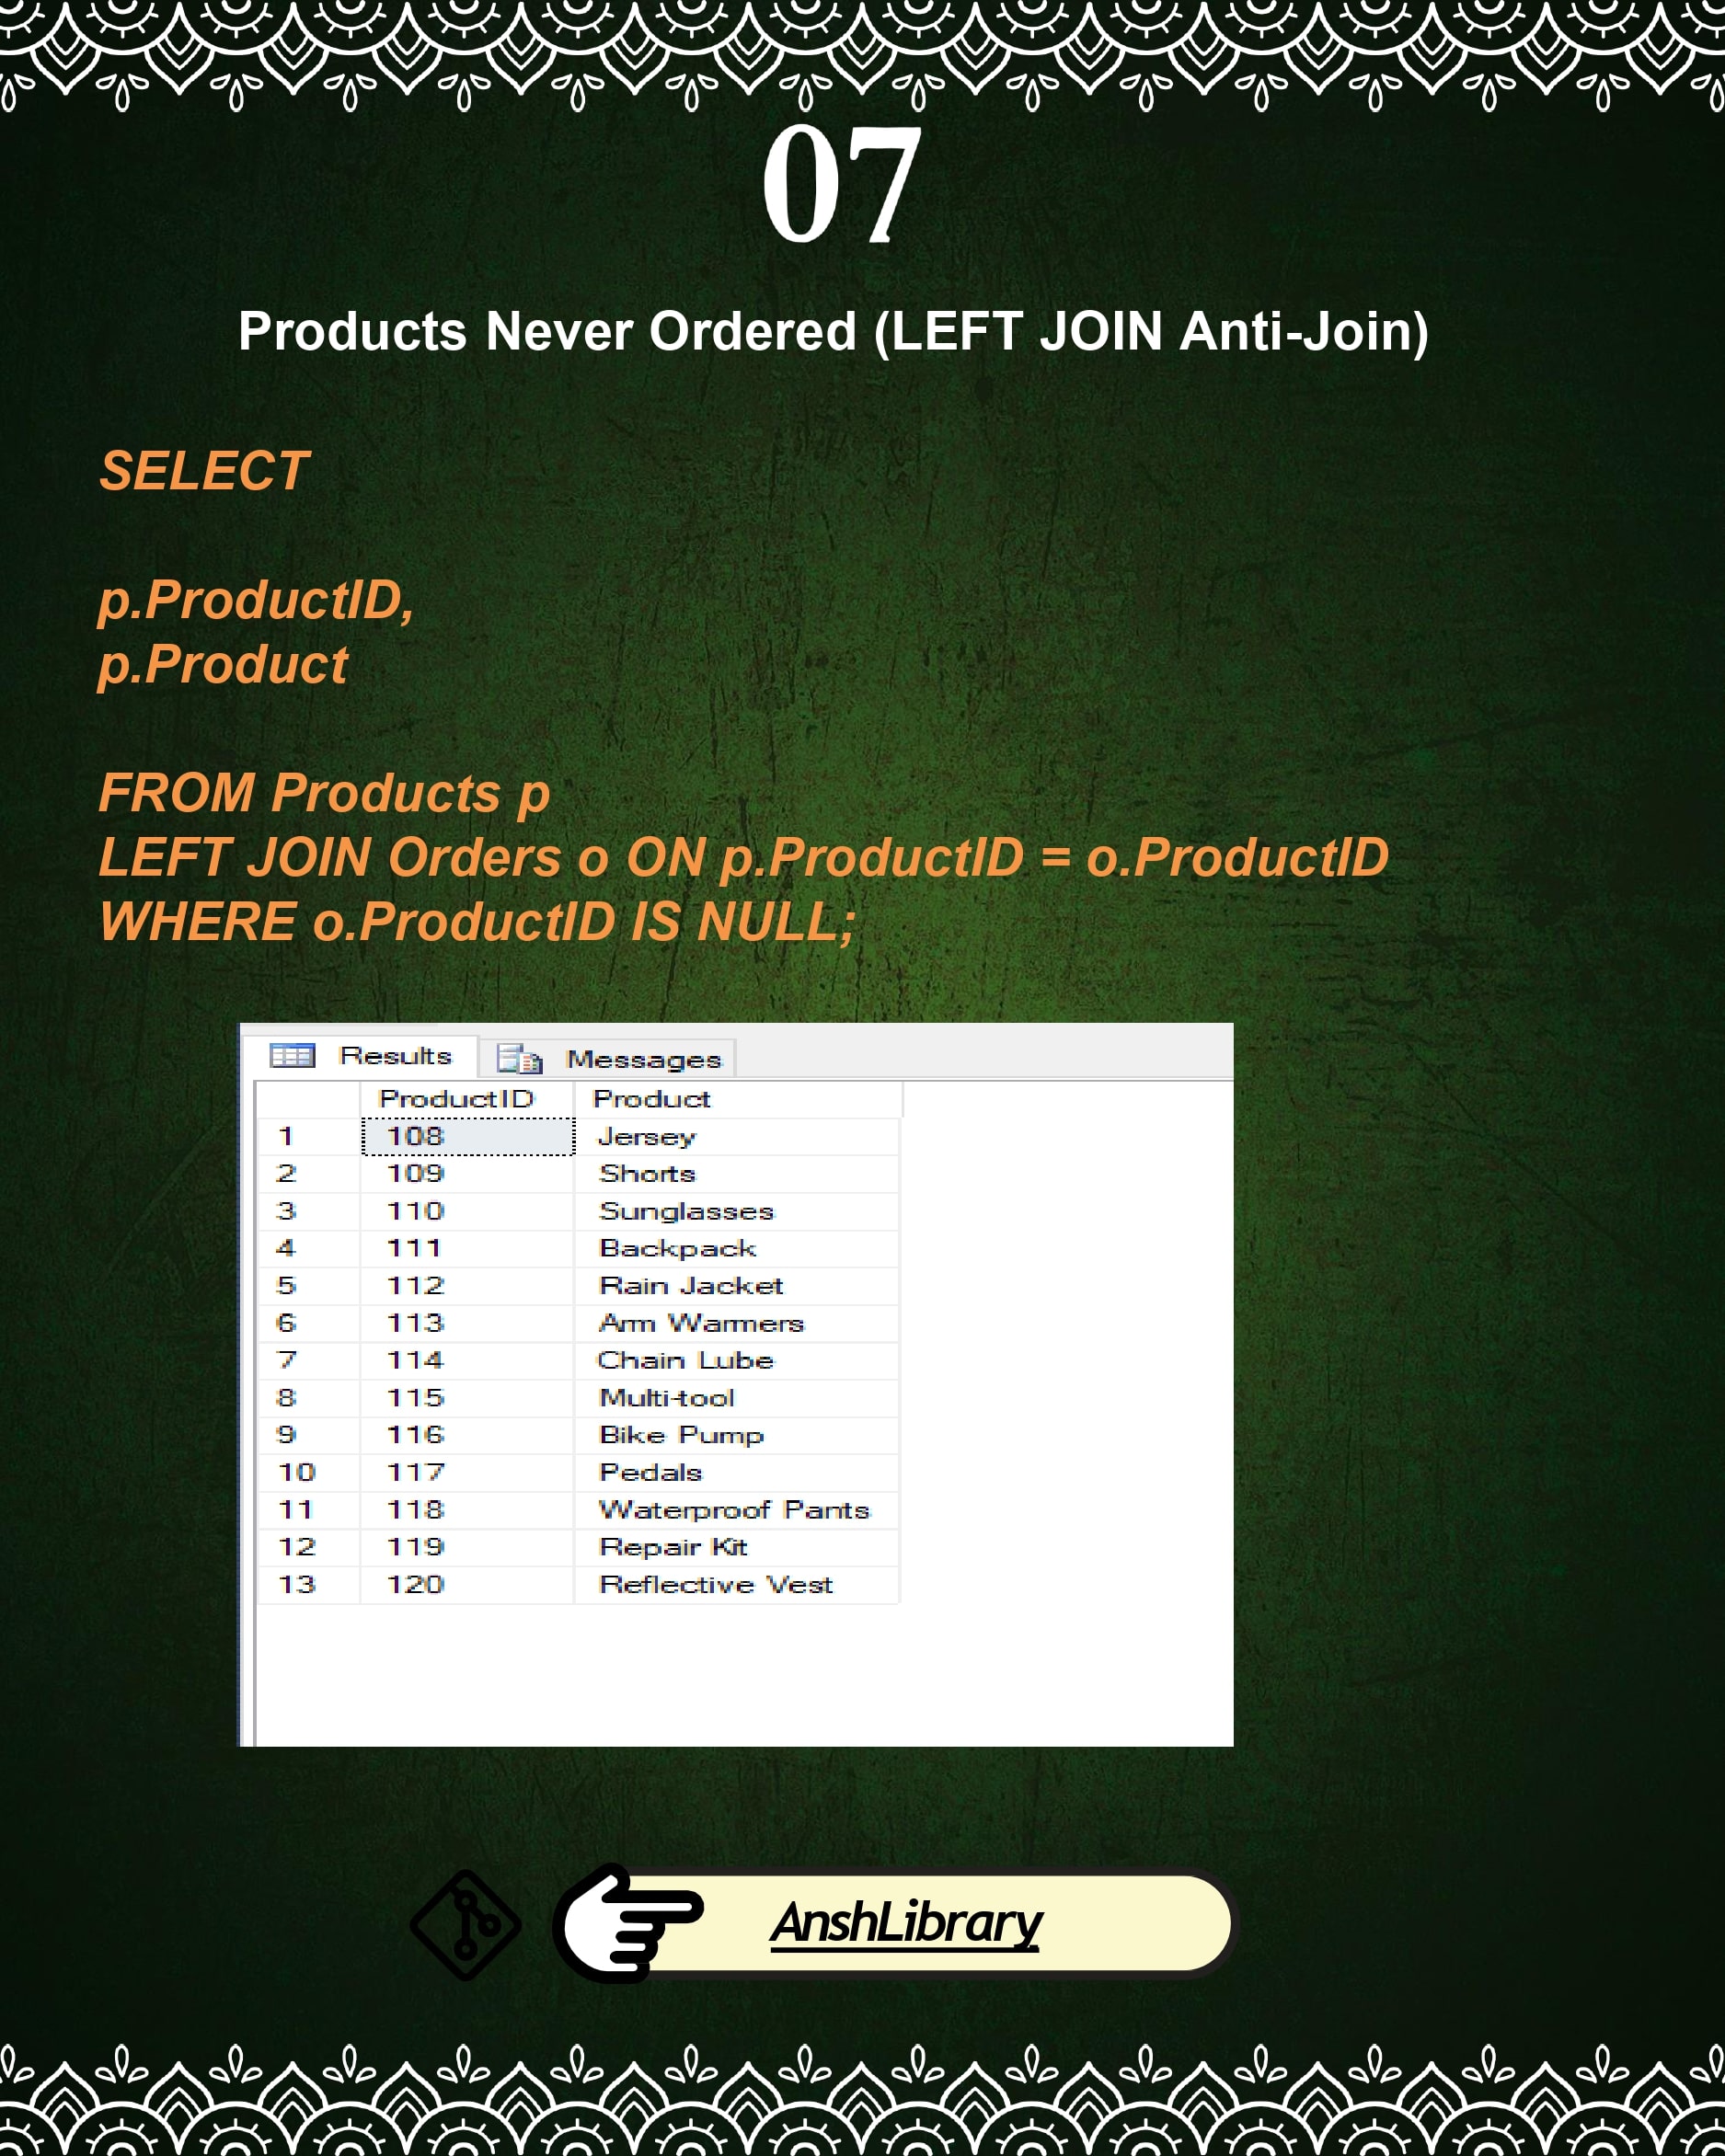 07
Products Never Ordered (LEFT JOIN Anti-Join)
SELECT
p.ProductID,
p.Product
FROM Products p
LEFT JOIN Orders o ON p.ProductID = o.ProductID
WHERE o.ProductID IS NULL;
Results Messages
ProductID Product
1 108 Jersey
2 109 Shorts
3 110 Sunglasses
4 111 Backpack
5 112 Rain Jacket
6 113 Arm Warmers
7 114 Chain Lube
8 115 Multi-tool
9 116 Bike Pump
10 117 Pedals
11 118 Waterproof Pants
12 119 Repair Kit
13 120 Reflective Vest
AnshLibrary